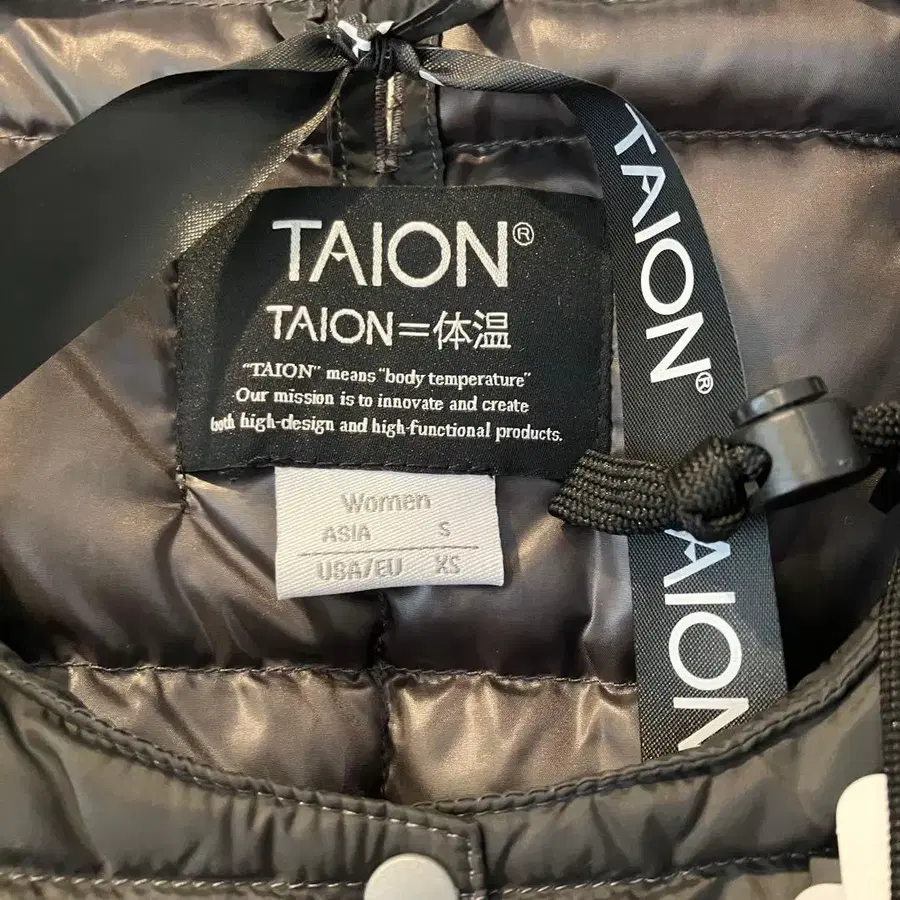 TAION®
TAION=体温
"TAION" means "body temperature"
Our mission is to innovate and create
both high-design and high-functional products.
Women
ASIA S
USA/EU XS
TAION®
TAION